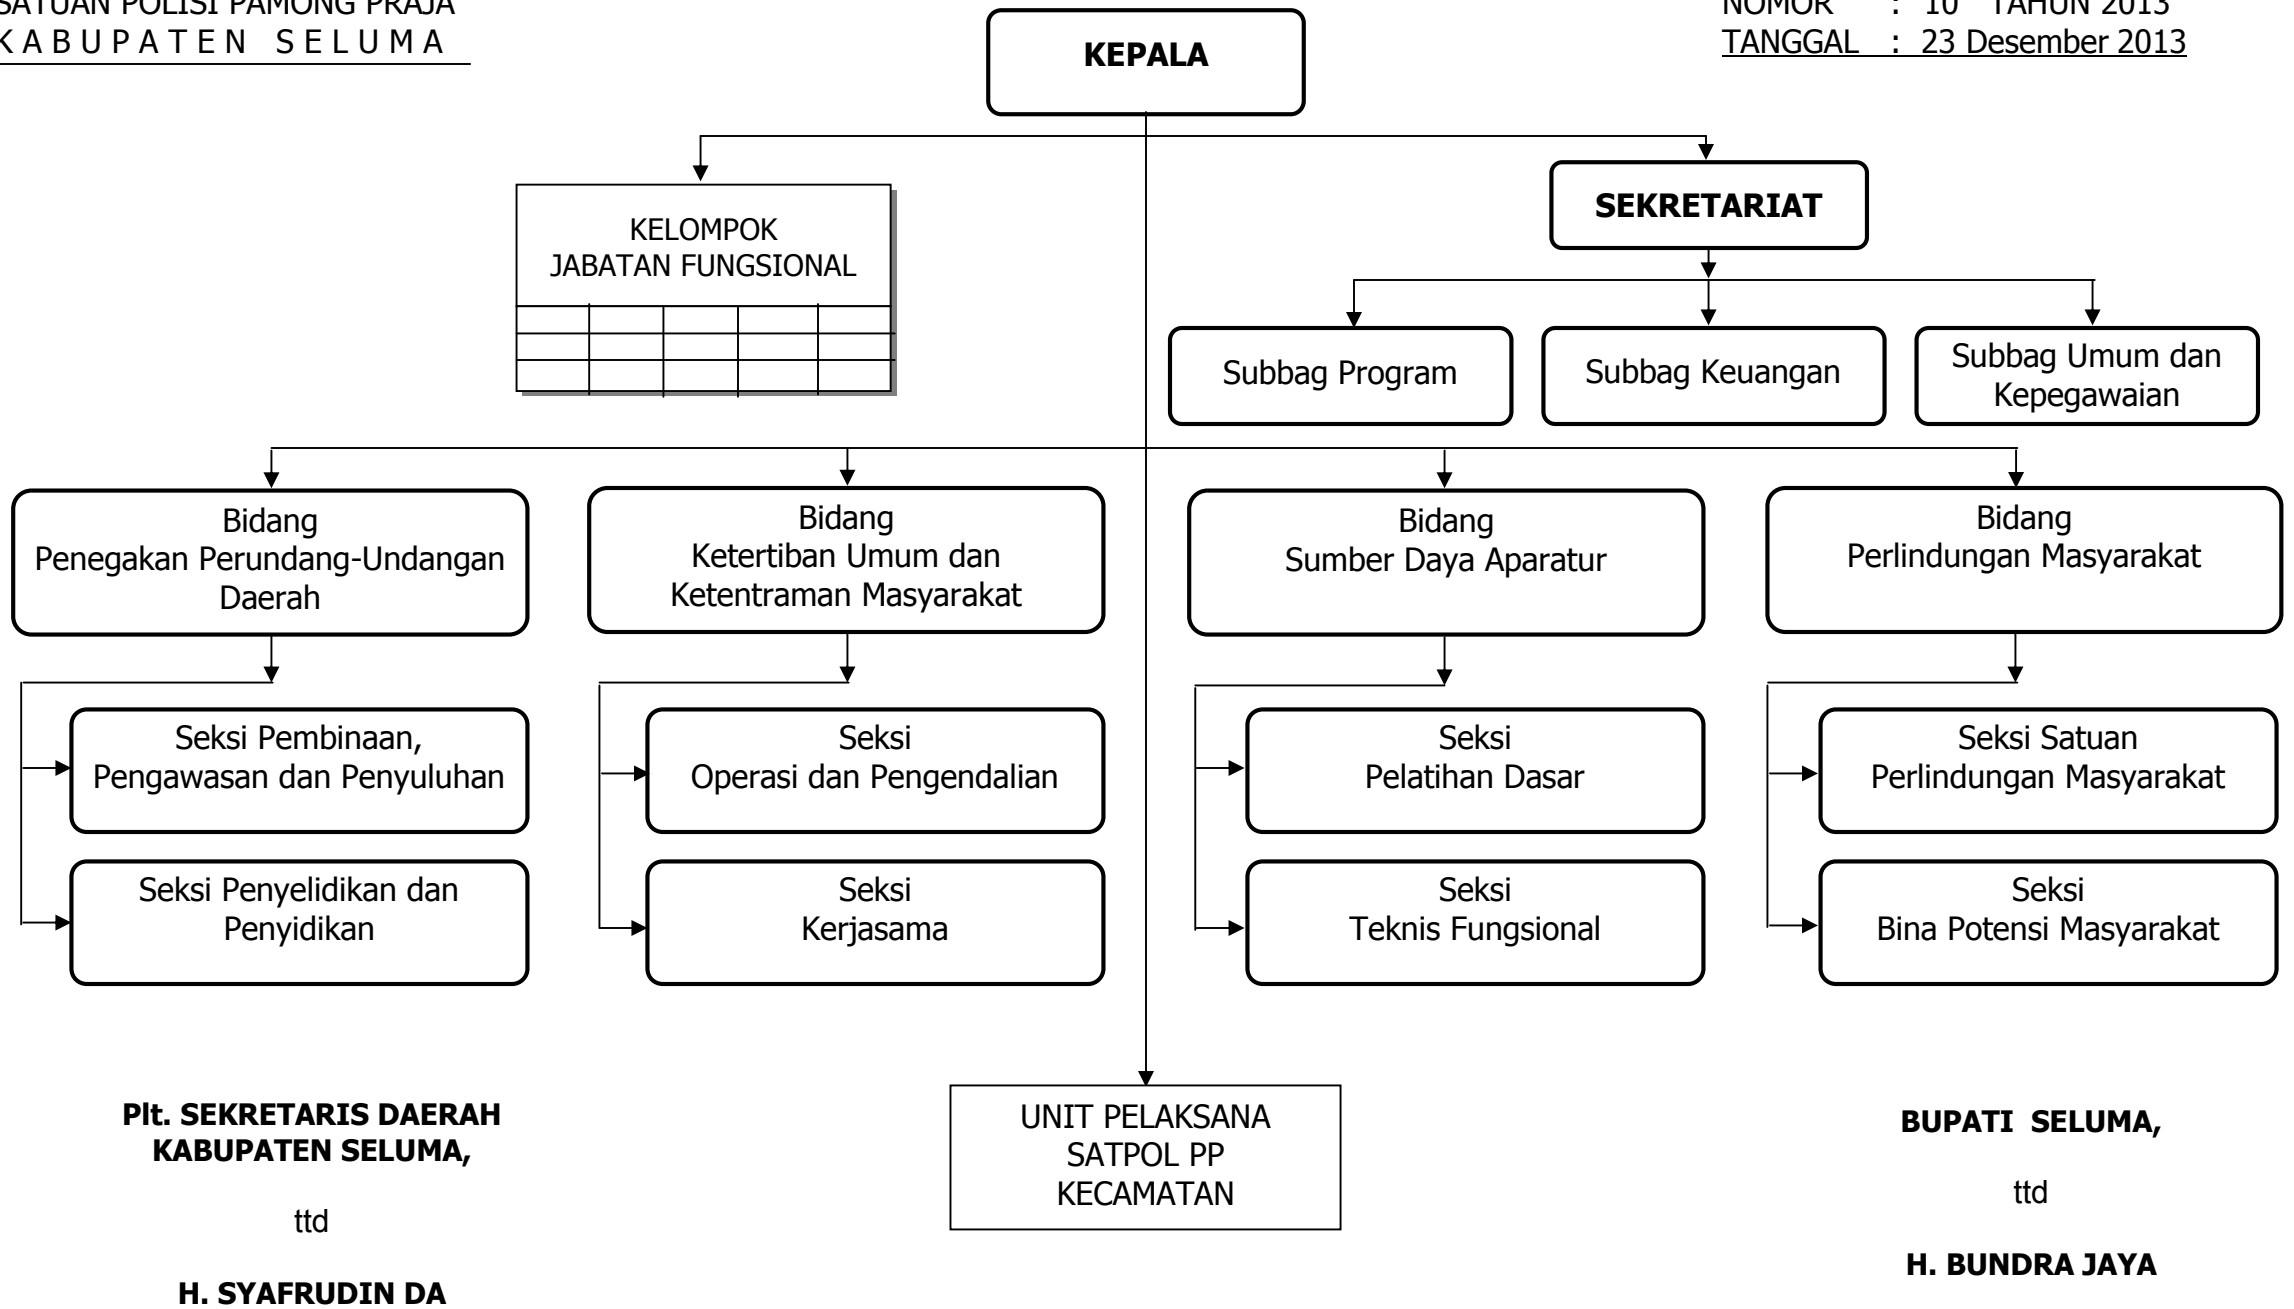 SATUAN POLISI PAMONG PRAJA
KABUPATEN SELUMA
NOMOR : 10 TAHUN 2013
TANGGAL : 23 Desember 2013
KEPALA
SEKRETARIAT
KELOMPOK
JABATAN FUNGSIONAL
Subbag Program
Subbag Keuangan
Subbag Umum dan
Kepegawaian
Bidang
Penegakan Perundang-Undangan
Daerah
Bidang
Ketertiban Umum dan
Ketentraman Masyarakat
Bidang
Sumber Daya Aparatur
Bidang
Perlindungan Masyarakat
Seksi Pembinaan,
Pengawasan dan Penyuluhan
Seksi
Operasi dan Pengendalian
Seksi
Pelatihan Dasar
Seksi Satuan
Perlindungan Masyarakat
Seksi Penyelidikan dan
Penyidikan
Seksi
Kerjasama
Seksi
Teknis Fungsional
Seksi
Bina Potensi Masyarakat
Plt. SEKRETARIS DAERAH
KABUPATEN SELUMA,
ttd
H. SYAFRUDIN DA
UNIT PELAKSANA
SATPOL PP
KECAMATAN
BUPATI SELUMA,
ttd
H. BUNDRA JAYA